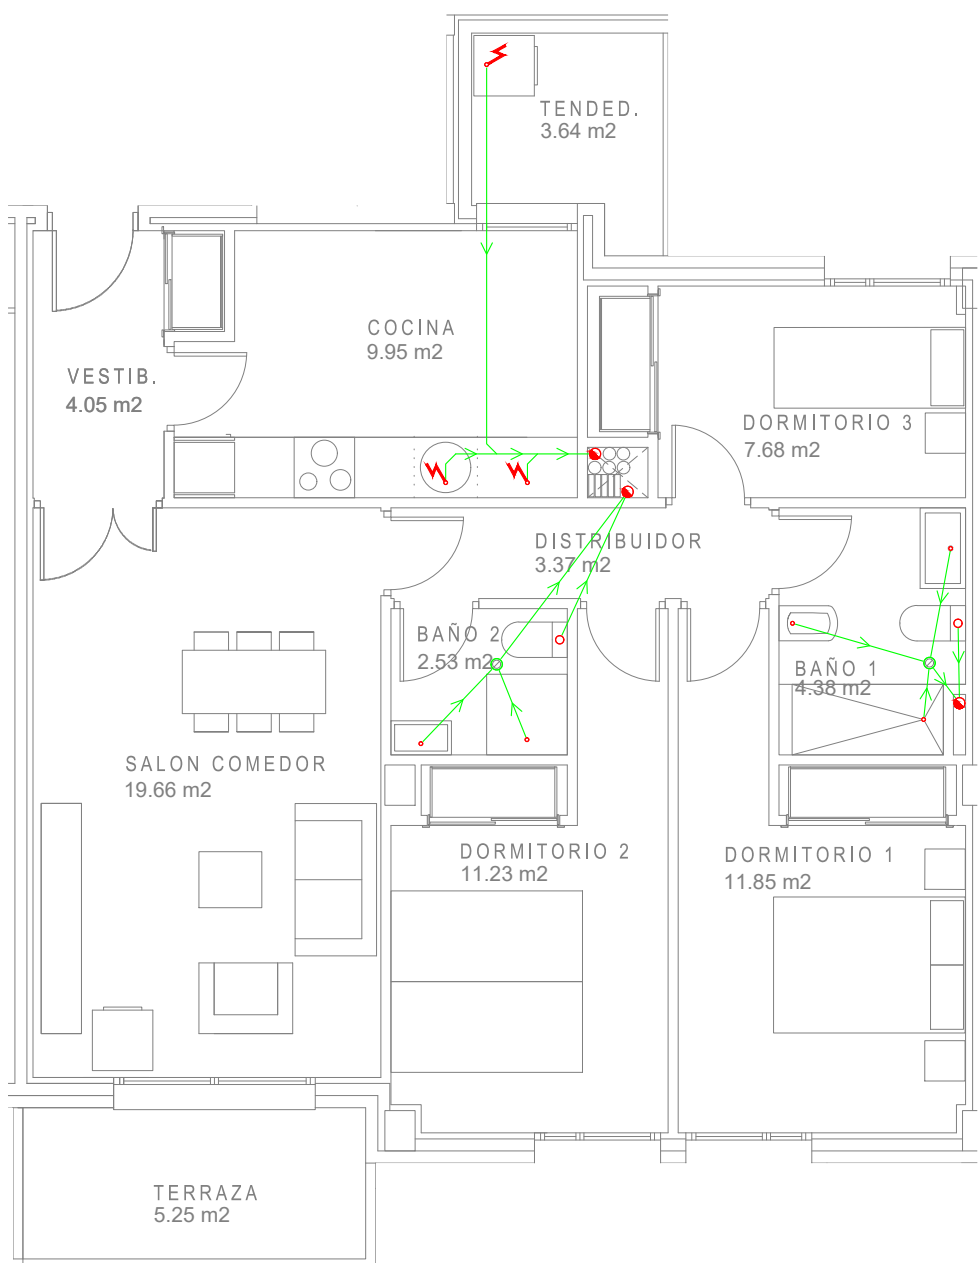 TENDED.
3.64 m2
COCINA
9.95 m2
VESTIB.
4.05 m2
DORMITORIO 3
7.68 m2
DISTRIBUIDOR
3.37 m2
BAÑO 2
2.53 m2
BAÑO 1
4.38 m2
SALON COMEDOR
19.66 m2
DORMITORIO 2
11.23 m2
DORMITORIO 1
11.85 m2
TERRAZA
5.25 m2